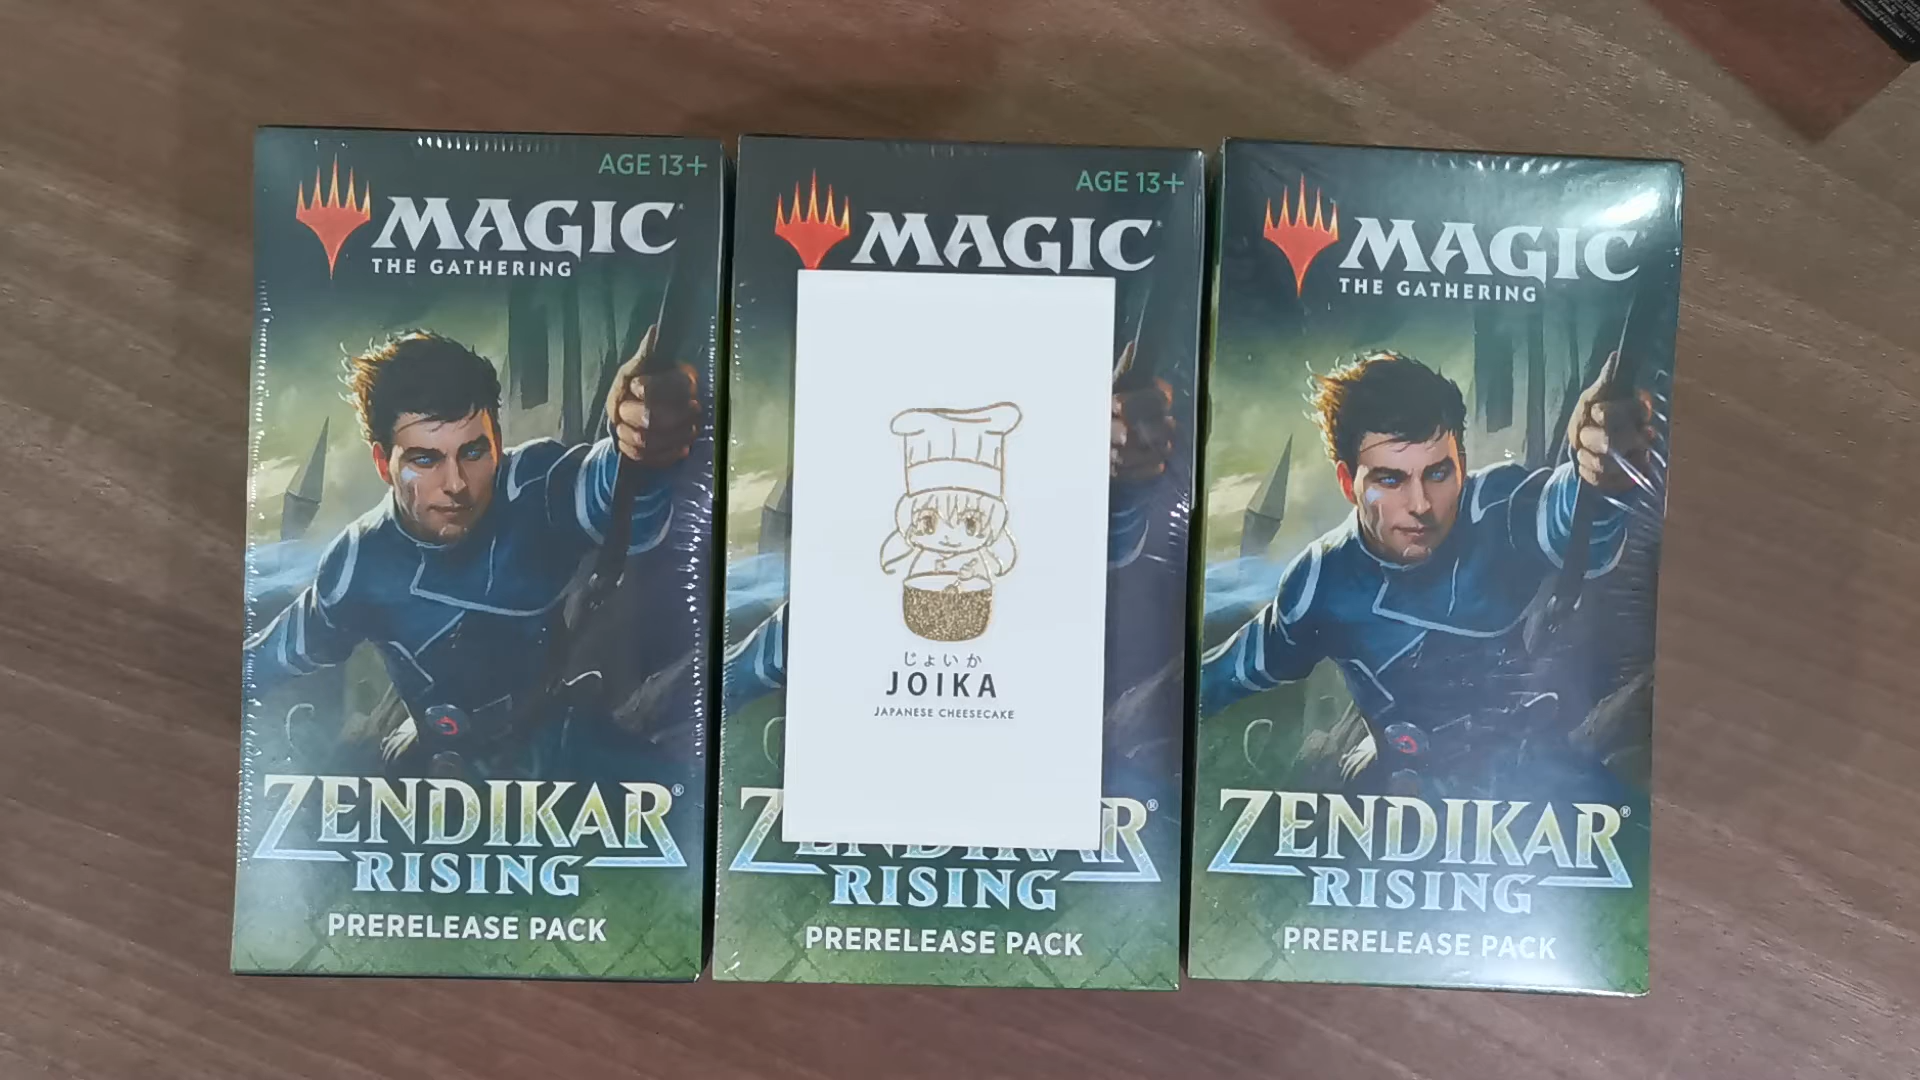 AGE 13+
MAGIC
THE GATHERING
ZENDIKAR®
RISING
PRERELEASE PACK
AGE 13+
MAGIC
じょいか
JOIKA
JAPANESE CHEESECAKE
RISING
PRERELEASE PACK
MAGIC
THE GATHERING
ZENDIKAR®
RISING
PRERELEASE PACK